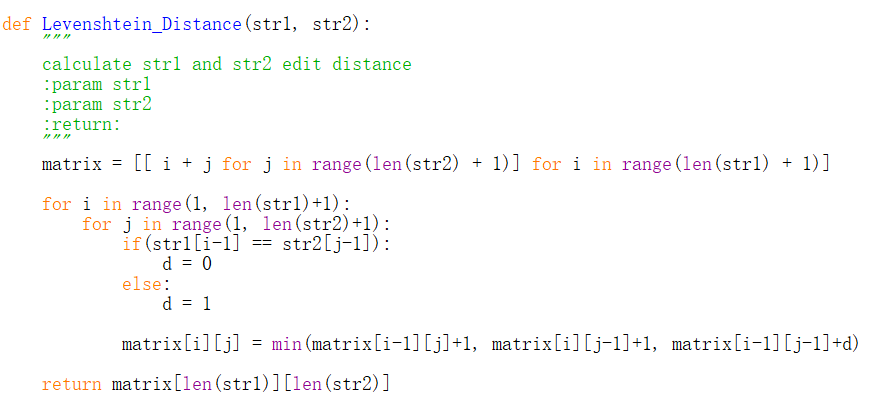 def Levenshtein_Distance(str1, str2):
    """
    calculate str1 and str2 edit distance
    :param str1
    :param str2
    :return:
    """
    matrix = [[ i + j for j in range(len(str2) + 1)] for i in range(len(str1) + 1)]
    for i in range(1, len(str1)+1):
        for j in range(1, len(str2)+1):
            if(str1[i-1] == str2[j-1]):
                d = 0
            else:
                d = 1
            matrix[i][j] = min(matrix[i-1][j]+1, matrix[i][j-1]+1, matrix[i-1][j-1]+d)
    return matrix[len(str1)][len(str2)]